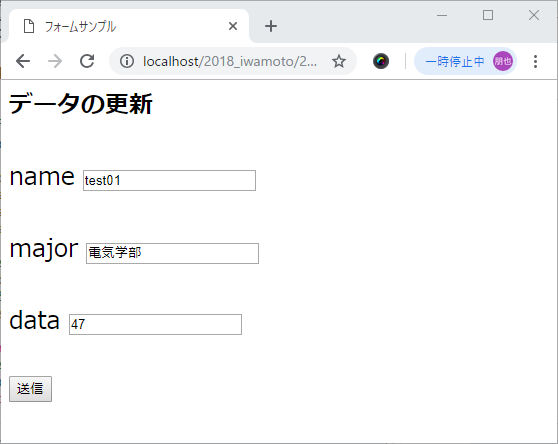 フォームサンプル
localhost/2018_iwamoto/2...
一時停止中 朋也
データの更新
name test01
major 電気学部
data 47
送信